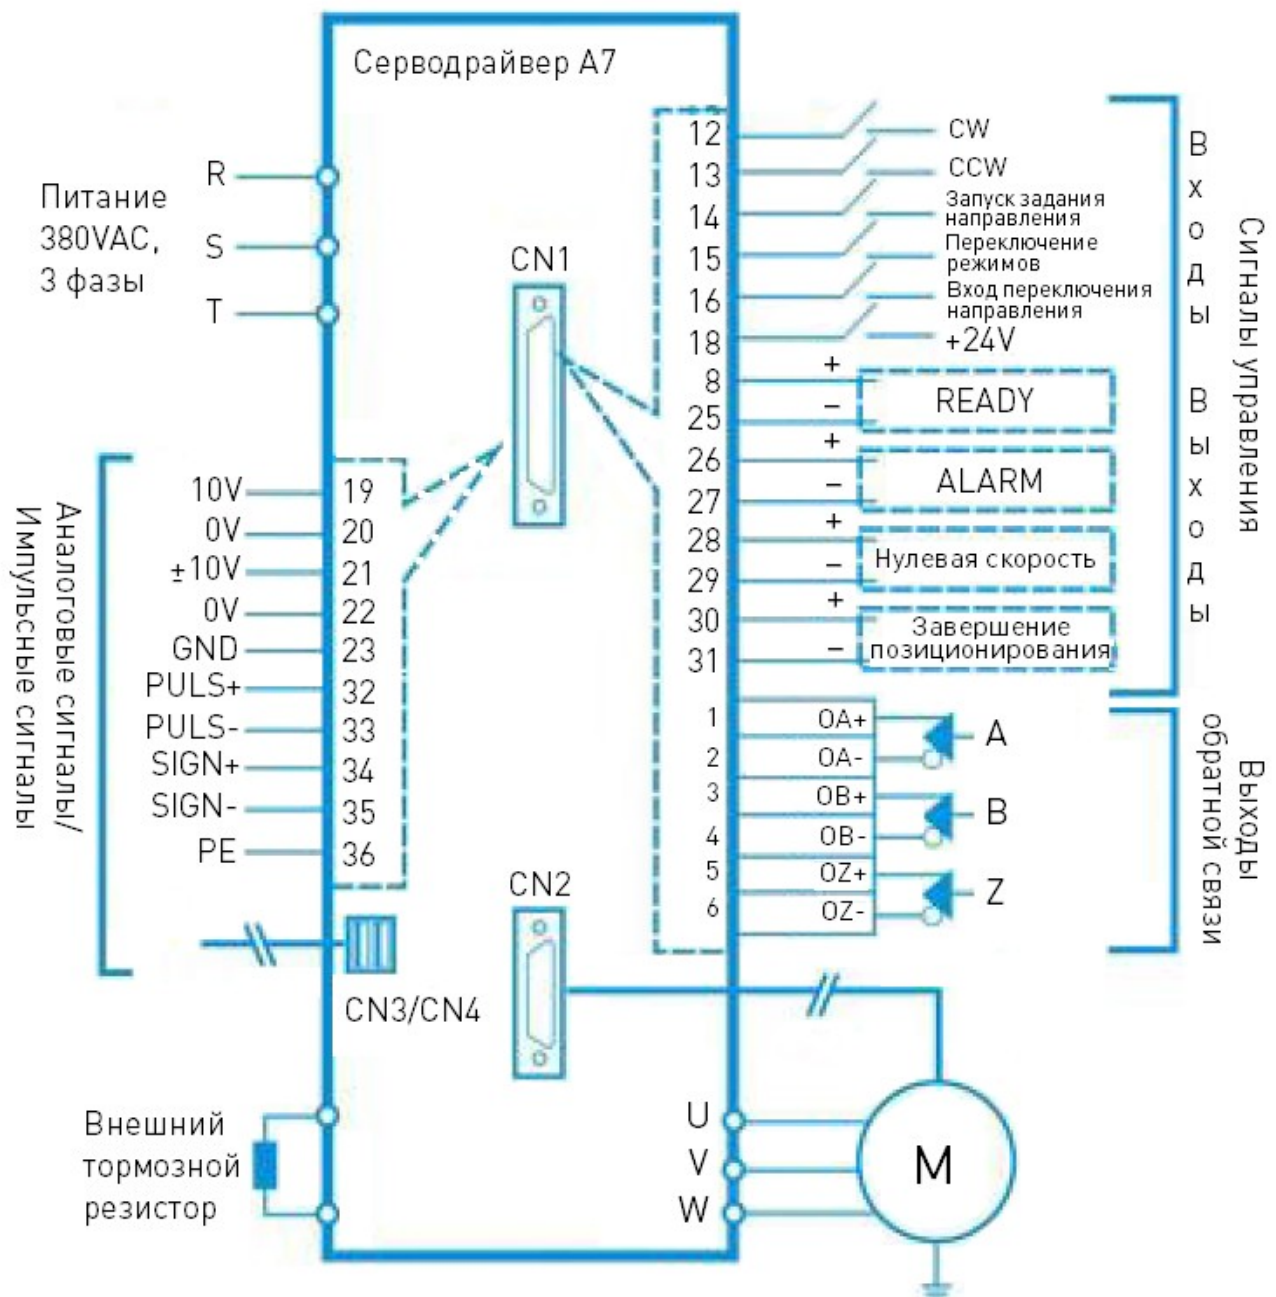 Серводрайвер А7
Питание
380VAC,
3 фазы
R
S
T
CN1
12
13
14
15
16
18
8
25
26
27
28
29
30
31
CW
CCW
Запуск задания
направления
Переключение
режимов
Вход переключения
направления
+24V
+
−
READY
+
−
ALARM
+
−
Нулевая скорость
+
−
Завершение
позиционирования
Входы
Выходы
Сигналы управления
Аналоговые сигналы/
Импульсные сигналы
10V
0V
±10V
0V
GND
PULS+
PULS-
SIGN+
SIGN-
PE
19
20
21
22
23
32
33
34
35
36
1
2
3
4
5
6
OA+
OA-
OB+
OB-
OZ+
OZ-
A
B
Z
Выходы
обратной связи
CN2
CN3/CN4
Внешний
тормозной
резистор
U
V
W
M